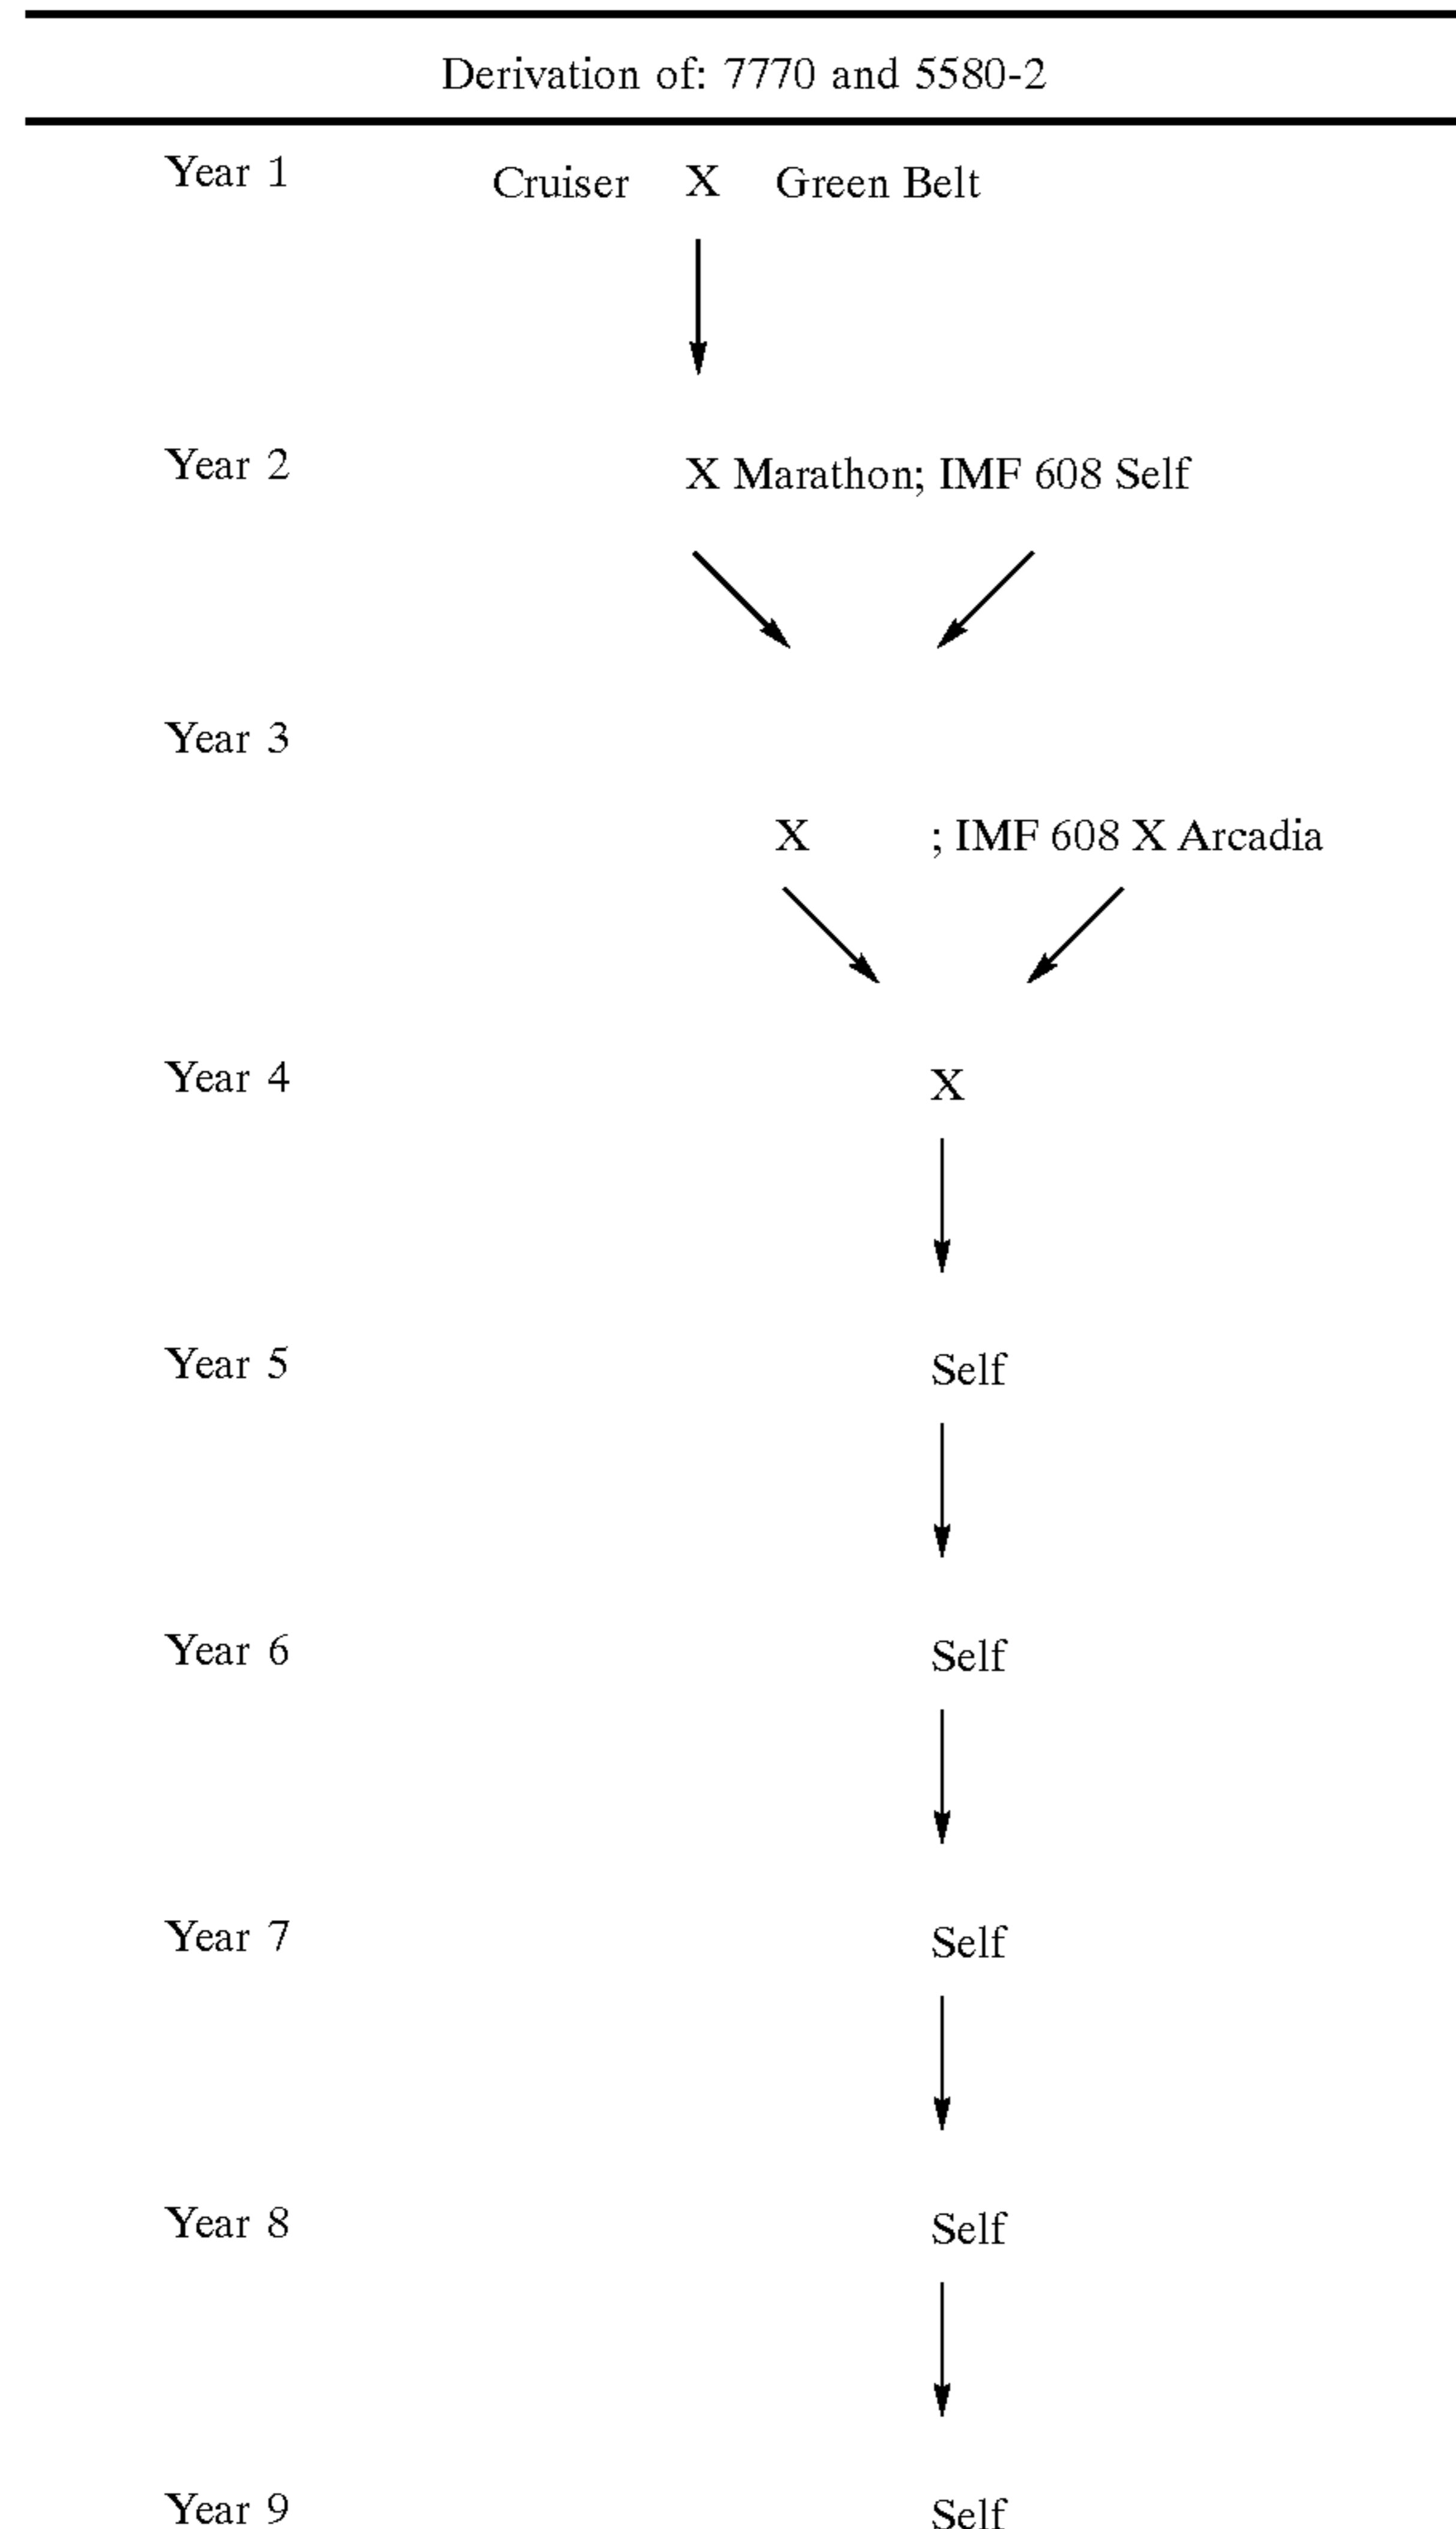 Derivation of: 7770 and 5580-2
Year 1 Cruiser X Green Belt
Year 2 X Marathon; IMF 608 Self
Year 3
X ; IMF 608 X Arcadia
Year 4 X
Year 5 Self
Year 6 Self
Year 7 Self
Year 8 Self
Year 9 Self